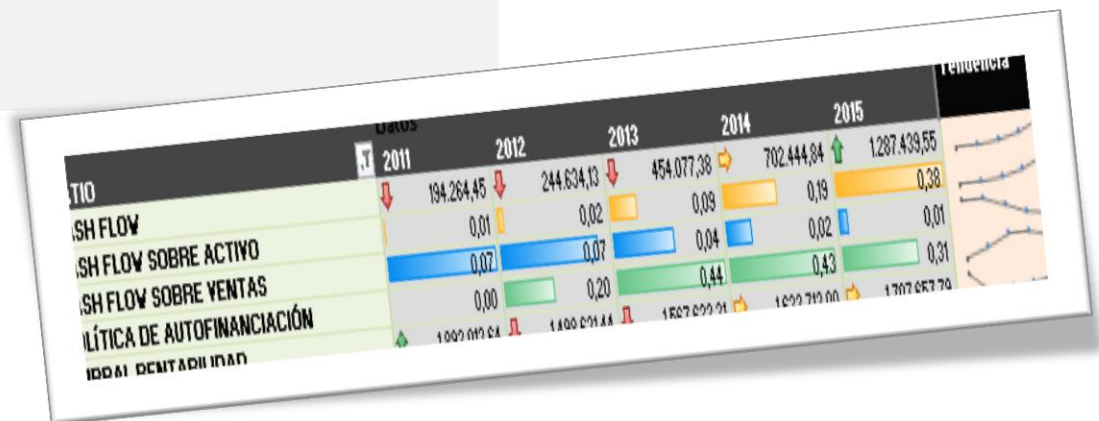 Datos
Tendencia
TIO 2011 2012 2013 2014 2015
SH FLOW 194.264,45 244.634,13 454.077,38 702.444,84 1.287.439,55
SH FLOW SOBRE ACTIVO 0,01 0,02 0,09 0,19 0,38
SH FLOW SOBRE VENTAS 0,07 0,07 0,04 0,02 0,01
LÍTICA DE AUTOFINANCIACIÓN 0,00 0,20 0,44 0,43 0,31
RENTABILIDAD